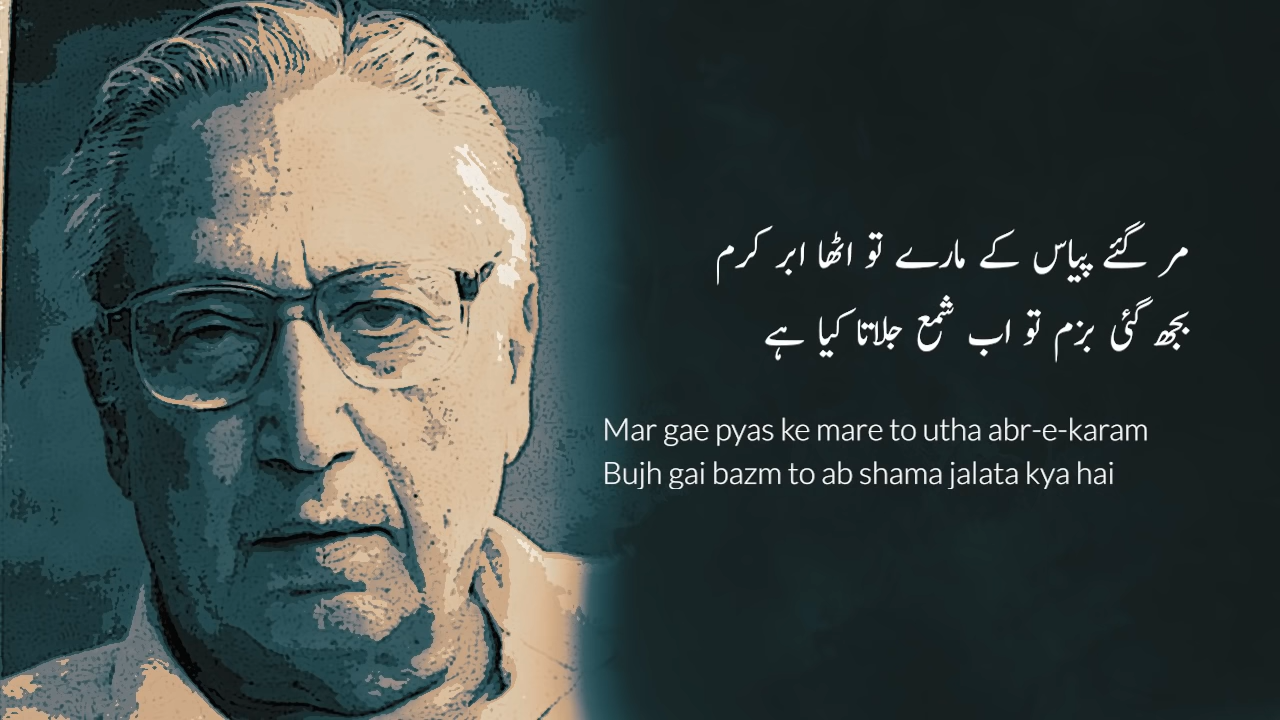 مر گئے پیاس کے مارے تو اٹھا ابر کرم
بجھ گئی بزم تو اب شمع جلاتا کیا ہے
Mar gae pyas ke mare to utha abr-e-karam
Bujh gai bazm to ab shama jalata kya hai